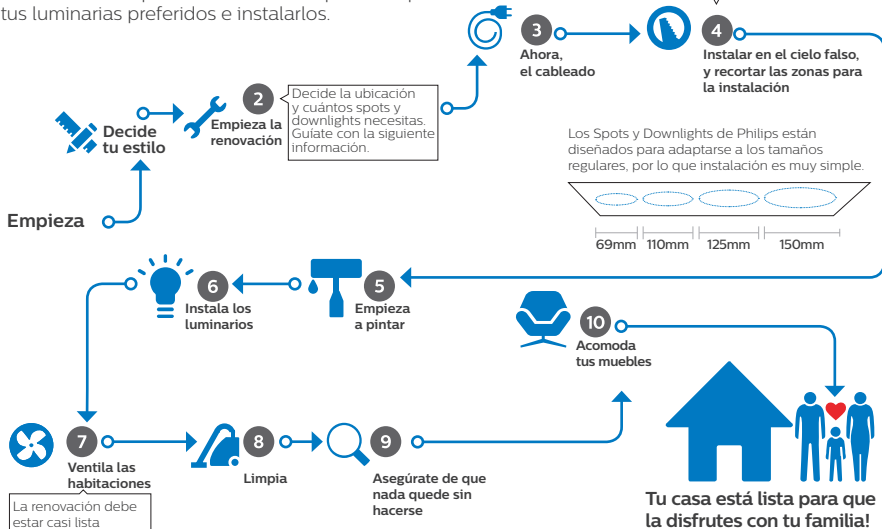 tus luminarias preferidos e instalarlos.
Empieza
Decide
tu estilo
2
Empieza la
renovación
Decide la ubicación
y cuántos spots y
downlights necesitas.
Guíate con la siguiente
información.
3
Ahora,
el cableado
4
Instalar en el cielo falso,
y recortar las zonas para
la instalación
Los Spots y Downlights de Philips están
diseñados para adaptarse a los tamaños
regulares, por lo que instalación es muy simple.
69mm 110mm 125mm 150mm
5
Empieza
a pintar
6
Instala los
luminarios
7
Ventila las
habitaciones
La renovación debe
estar casi lista
8
Limpia
9
Asegúrate de que
nada quede sin
hacerse
10
Acomoda
tus muebles
Tu casa está lista para que
la disfrutes con tu familia!